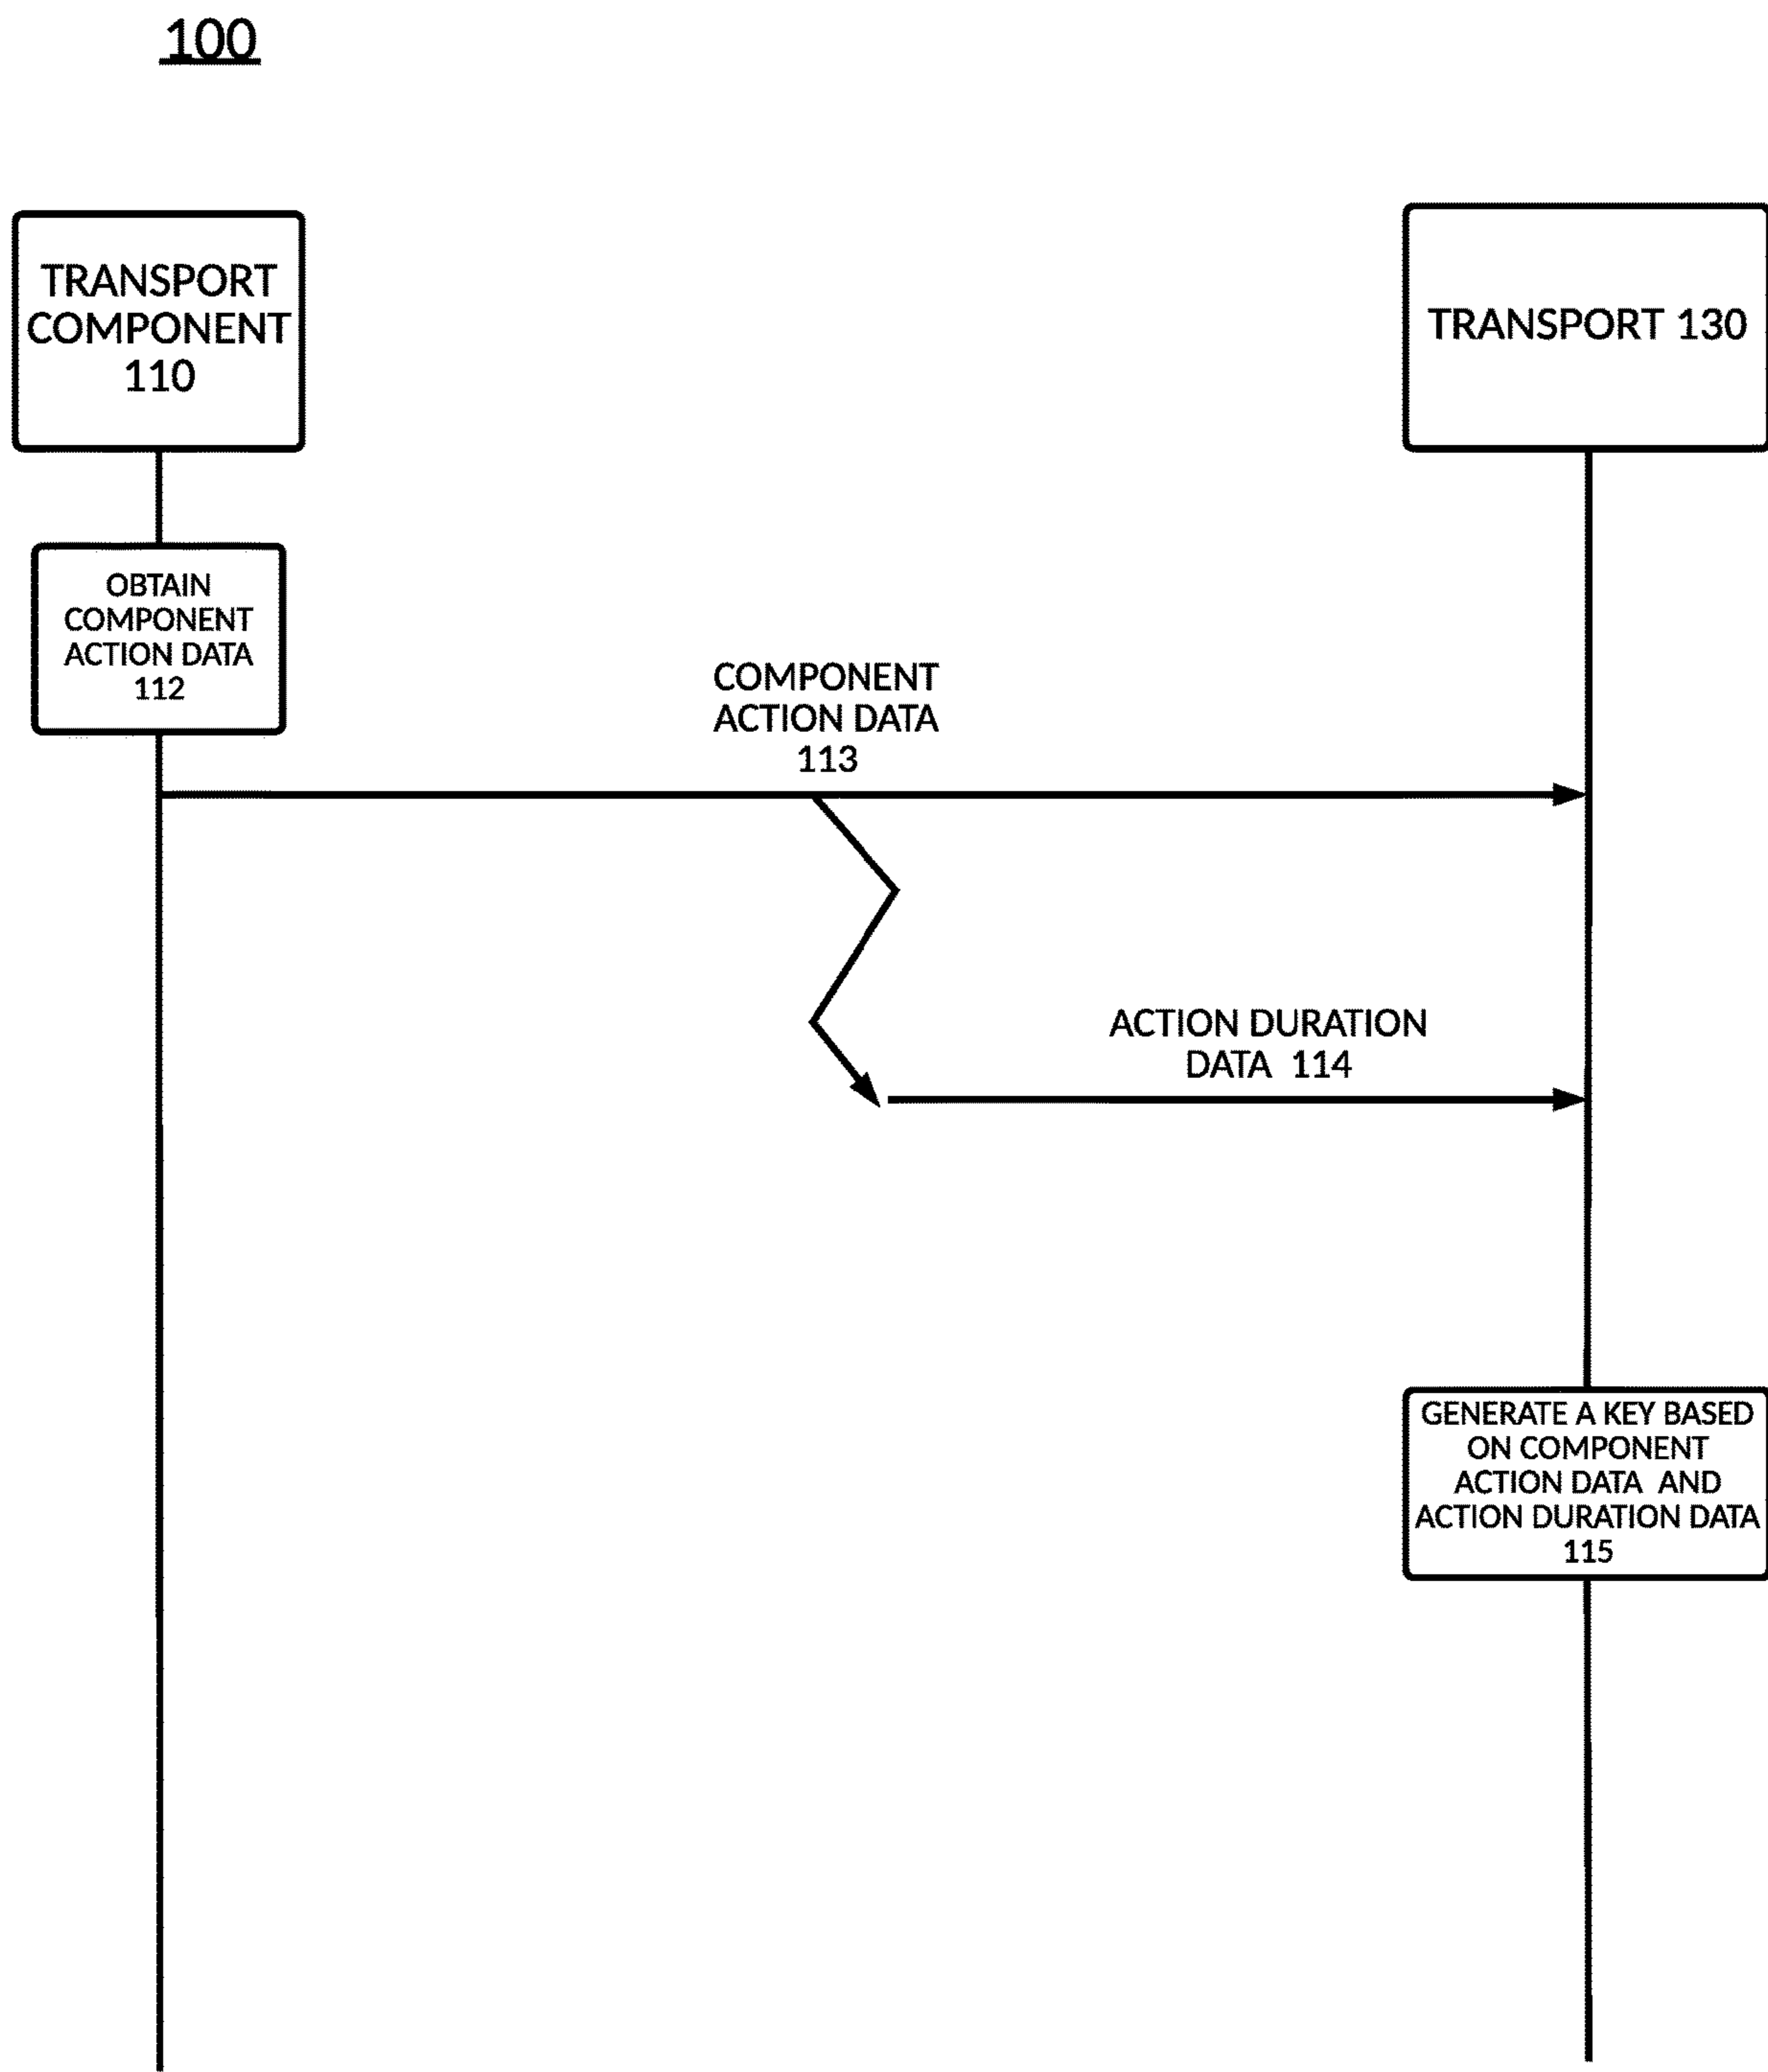 100
TRANSPORT
COMPONENT
110
TRANSPORT 130
OBTAIN
COMPONENT
ACTION DATA
112
COMPONENT
ACTION DATA
113
ACTION DURATION
DATA 114
GENERATE A KEY BASED
ON COMPONENT
ACTION DATA AND
ACTION DURATION DATA
115